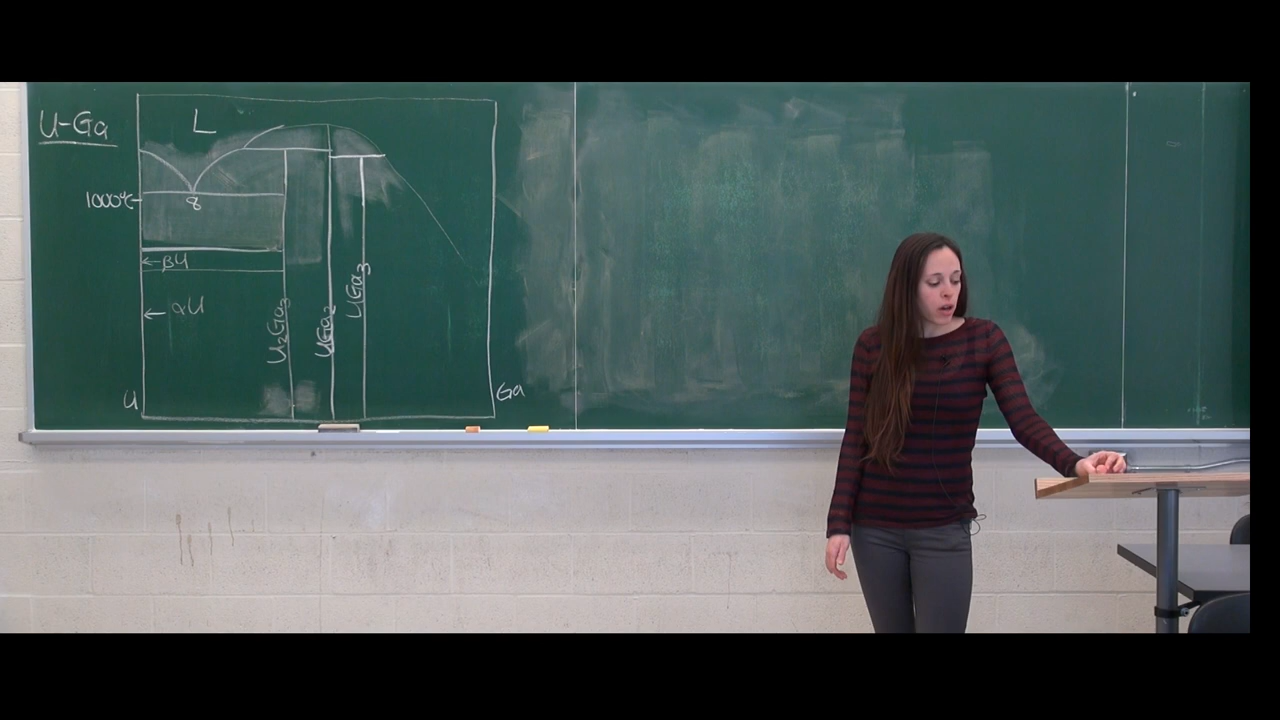 U-Ga
L
1000°C
8
← βU
← αU
U₂Ga₃
UGa₂
UGa₃
U
Ga